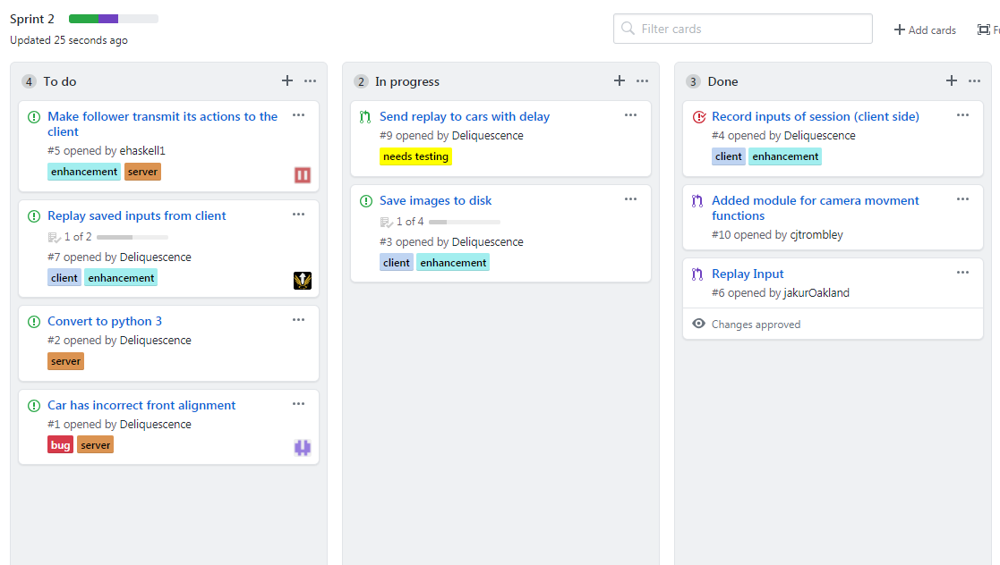 Sprint 2
Updated 25 seconds ago
Filter cards
Add cards
4 To do
Make follower transmit its actions to the
client
#5 opened by ehaskell1
enhancement server
Replay saved inputs from client
1 of 2
#7 opened by Deliquescence
client enhancement
Convert to python 3
#2 opened by Deliquescence
server
Car has incorrect front alignment
#1 opened by Deliquescence
bug server
2 In progress
Send replay to cars with delay
#9 opened by Deliquescence
needs testing
Save images to disk
1 of 4
#3 opened by Deliquescence
client enhancement
3 Done
Record inputs of session (client side)
#4 opened by Deliquescence
client enhancement
Added module for camera movment
functions
#10 opened by cjtrombley
Replay Input
#6 opened by jakurOakland
Changes approved